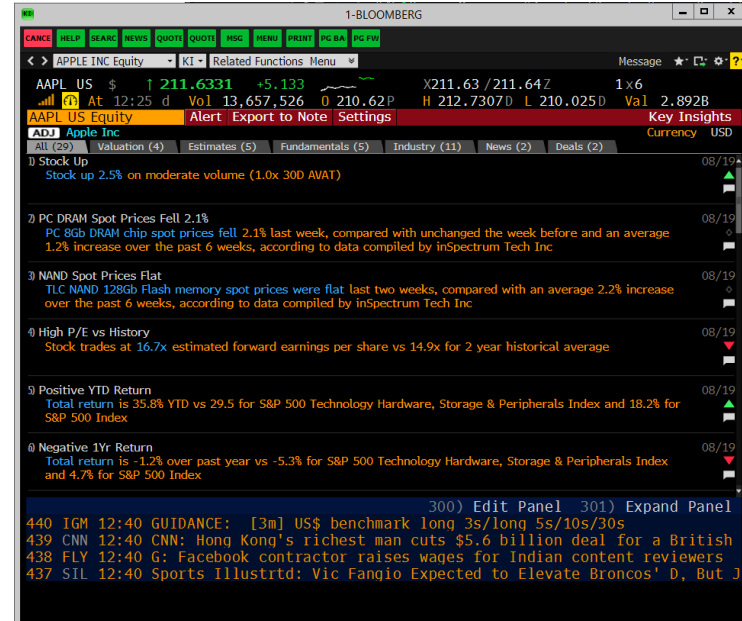 1-BLOOMBERG
CANCE HELP SEARC NEWS QUOTE QUOTE MSG MENU PRINT PG BA PG FW
< > APPLE INC Equity KI Related Functions Menu Message
AAPL US $ ↑ 211.6331 +5.133 X211.63 / 211.64Z 1x6
At 12:25 d Vol 13,657,526 O 210.62P H 212.7307D L 210.025D Val 2.892B
AAPL US Equity Alert Export to Note Settings Key Insights
ADJ Apple Inc Currency USD
All (29) Valuation (4) Estimates (5) Fundamentals (5) Industry (11) News (2) Deals (2)
1) Stock Up 08/19
Stock up 2.5% on moderate volume (1.0x 30D AVAT)
2) PC DRAM Spot Prices Fell 2.1% 08/19
PC 8Gb DRAM chip spot prices fell 2.1% last week, compared with unchanged the week before and an average
1.2% increase over the past 6 weeks, according to data compiled by inSpectrum Tech Inc
3) NAND Spot Prices Flat 08/19
TLC NAND 128Gb Flash memory spot prices were flat last two weeks, compared with an average 2.2% increase
over the past 6 weeks, according to data compiled by inSpectrum Tech Inc
4) High P/E vs History 08/19
Stock trades at 16.7x estimated forward earnings per share vs 14.9x for 2 year historical average
5) Positive YTD Return 08/19
Total return is 35.8% YTD vs 29.5 for S&P 500 Technology Hardware, Storage & Peripherals Index and 18.2% for
S&P 500 Index
6) Negative 1Yr Return 08/19
Total return is -1.2% over past year vs -5.3% for S&P 500 Technology Hardware, Storage & Peripherals Index
and 4.7% for S&P 500 Index
300) Edit Panel 301) Expand Panel
440 IGM 12:40 GUIDANCE: [3m] US$ benchmark long 3s/long 5s/10s/30s
439 CNN 12:40 CNN: Hong Kong's richest man cuts $5.6 billion deal for a British
438 FLY 12:40 G: Facebook contractor raises wages for Indian content reviewers
437 SIL 12:40 Sports Illustrtd: Vic Fangio Expected to Elevate Broncos' D, But J